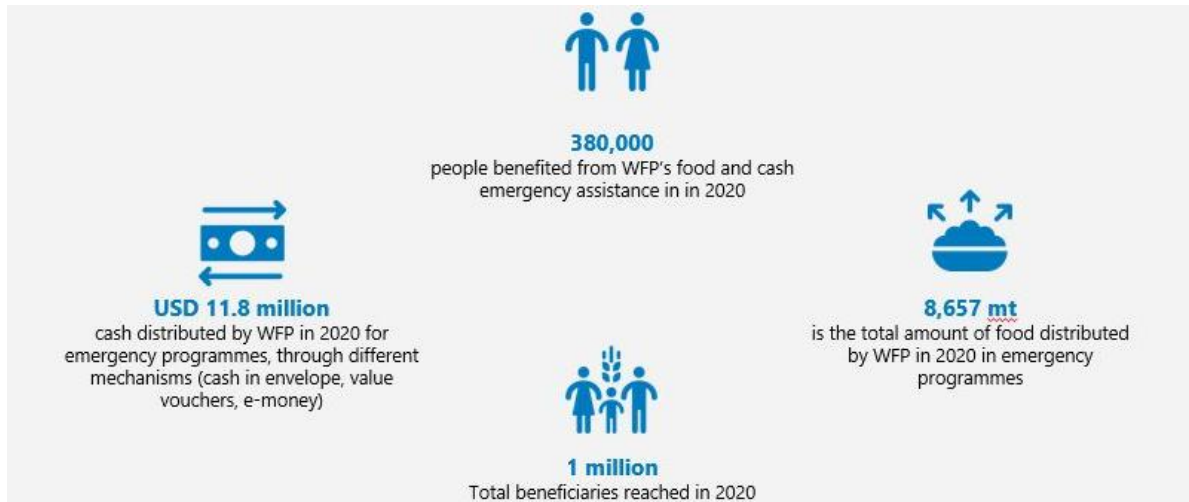 380,000
people benefited from WFP's food and cash
emergency assistance in in 2020
USD 11.8 million
cash distributed by WFP in 2020 for
emergency programmes, through different
mechanisms (cash in envelope, value
vouchers, e-money)
8,657 mt
is the total amount of food distributed
by WFP in 2020 in emergency
programmes
1 million
Total beneficiaries reached in 2020